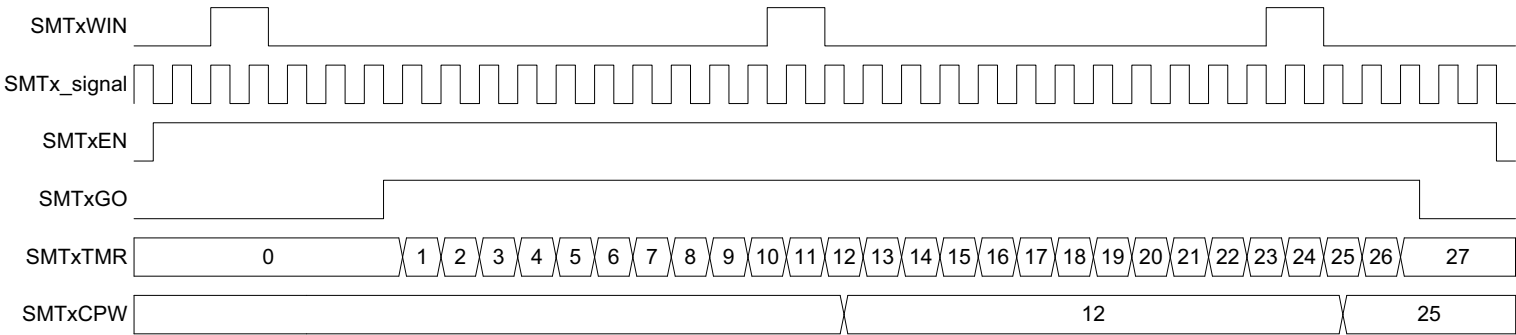 SMTxWIN
SMTx_signal
SMTxEN
SMTxGO
SMTxTMR 0 1 2 3 4 5 6 7 8 9 10 11 12 13 14 15 16 17 18 19 20 21 22 23 24 25 26 27
SMTxCPW 12 25